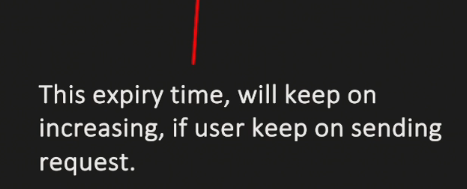 This expiry time, will keep on
increasing, if user keep on sending
request.